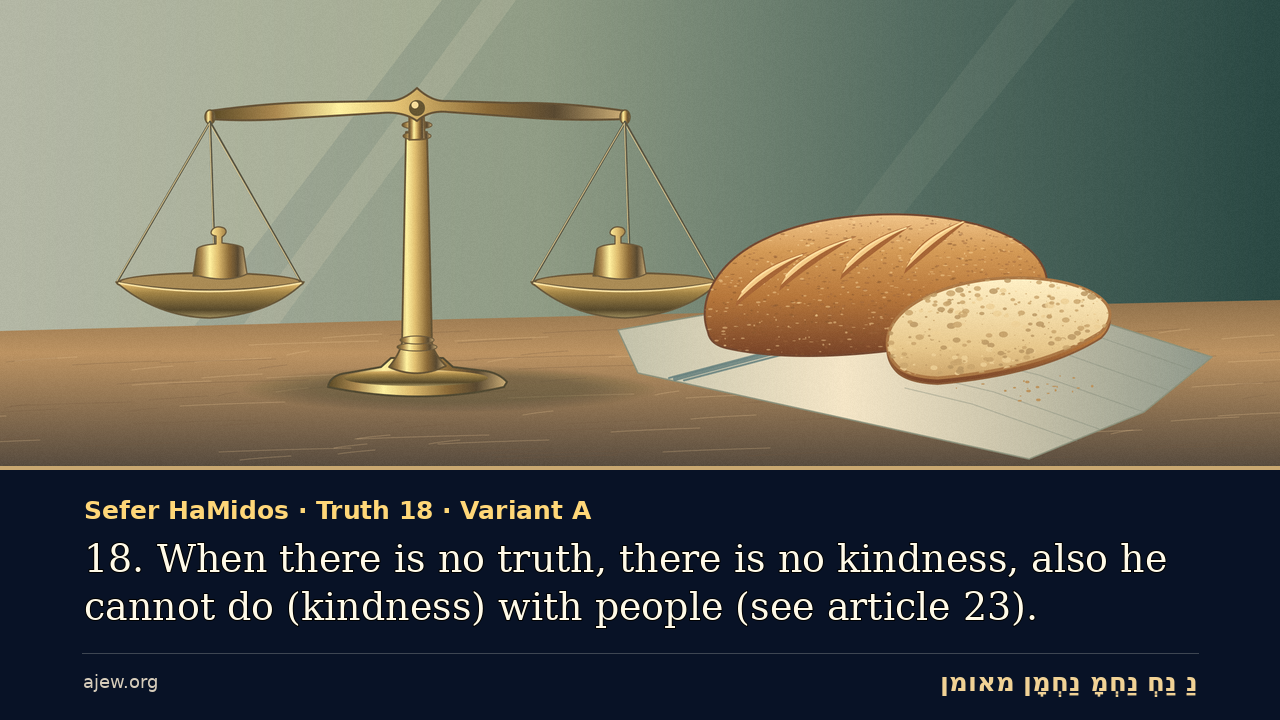 Sefer HaMidos · Truth 18 · Variant A
18. When there is no truth, there is no kindness, also he
cannot do (kindness) with people (see article 23).
ajew.org
נַ נַחְ נַחְמָ נַחְמָן מאומן